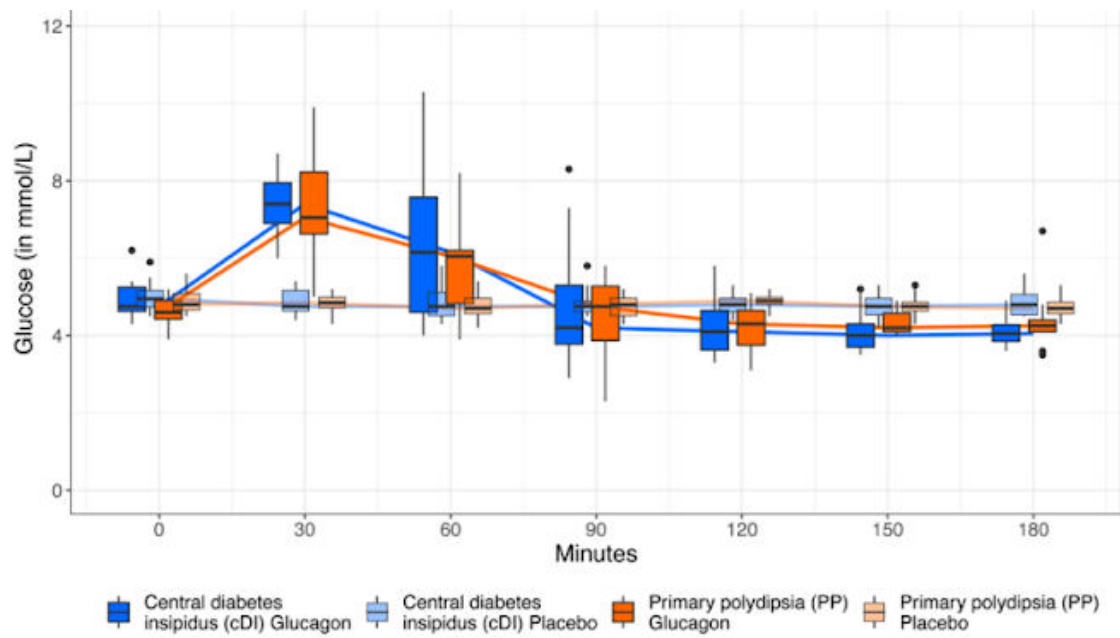 12
8
4
0
Glucose (in mmol/L)
0 30 60 90 120 150 180
Minutes
Central diabetes
insipidus (cDI) Glucagon
Central diabetes
insipidus (cDI) Placebo
Primary polydipsia (PP)
Glucagon
Primary polydipsia (PP)
Placebo